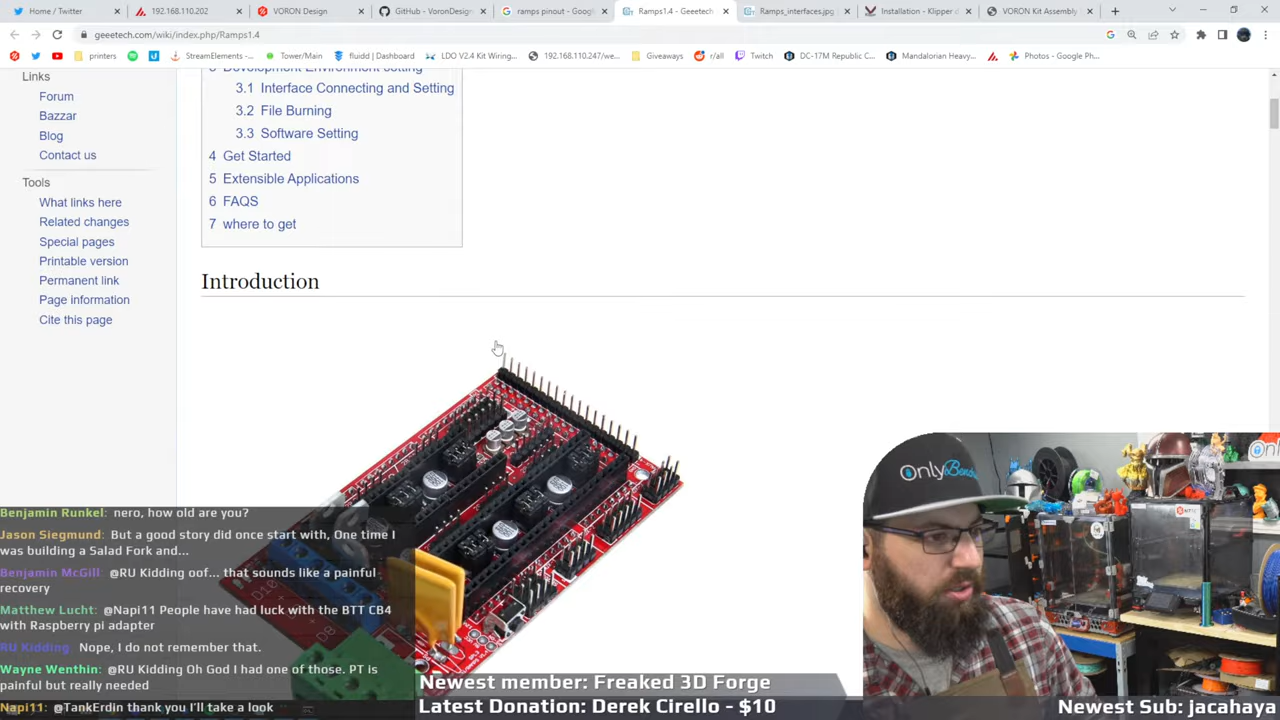 Home / Twitter
192.168.110.202
VORON Design
GitHub - VoronDesign
ramps pinout - Google
Ramps1.4 - Geeetech
Ramps_interfaces.jpg
Installation - Klipper d
VORON Kit Assembly
geeetech.com/wiki/index.php/Ramps1.4
printers
StreamElements
Tower/Main
fluidd | Dashboard
LDO V2.4 Kit Wiring...
192.168.110.247/we...
Giveaways
r/all
Twitch
DC-17M Republic C...
Mandalorian Heavy...
Photos - Google Ph...
Links
Forum
Bazzar
Blog
Contact us
Tools
What links here
Related changes
Special pages
Printable version
Permanent link
Page information
Cite this page
3 Development Environment setting
3.1 Interface Connecting and Setting
3.2 File Burning
3.3 Software Setting
4 Get Started
5 Extensible Applications
6 FAQS
7 where to get
Introduction
D8
Benjamin Runkel: nero, how old are you?
Jason Siegmund: But a good story did once start with, One time I
was building a Salad Fork and...
Benjamin McGill: @RU Kidding oof... that sounds like a painful
recovery
Matthew Lucht: @Napi11 People have had luck with the BTT CB4
with Raspberry pi adapter
RU Kidding: Nope, I do not remember that.
Wayne Wenthin: @RU Kidding Oh God I had one of those. PT is
painful but really needed
Napi11: @TankErdin thank you I'll take a look
Only
Newest member: Freaked 3D Forge
Latest Donation: Derek Cirello - $10
Newest Sub: jacahaya